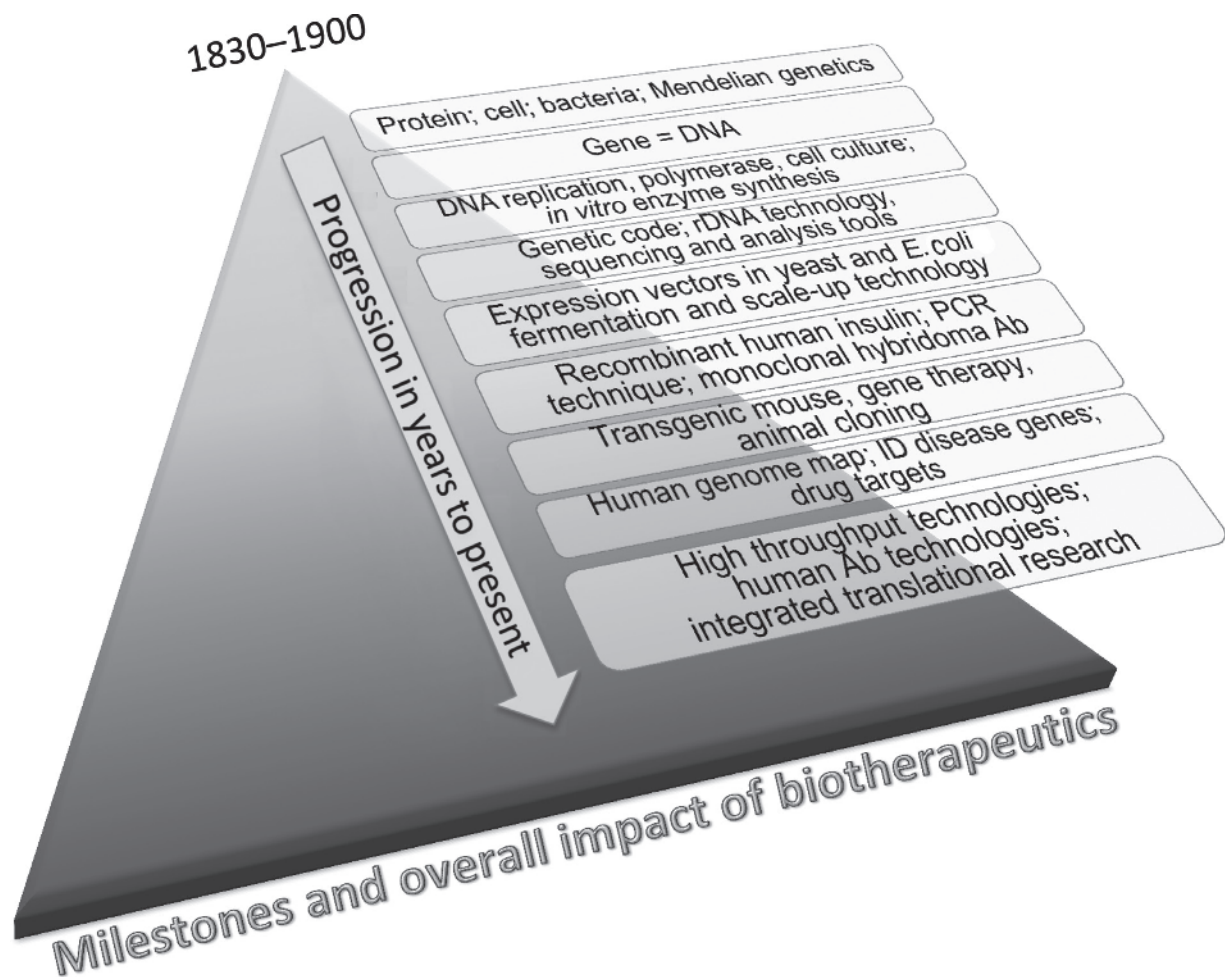 1830–1900
Protein; cell; bacteria; Mendelian genetics
Gene = DNA
DNA replication, polymerase, cell culture;
in vitro enzyme synthesis
Genetic code; rDNA technology,
sequencing and analysis tools
Expression vectors in yeast and E. coli
fermentation and scale-up technology
Recombinant human insulin; PCR
technique; monoclonal hybridoma Ab
Transgenic mouse, gene therapy,
animal cloning
Human genome map; ID disease genes;
drug targets
High throughput technologies;
human Ab technologies;
integrated translational research
Progression in years to present
Milestones and overall impact of biotherapeutics